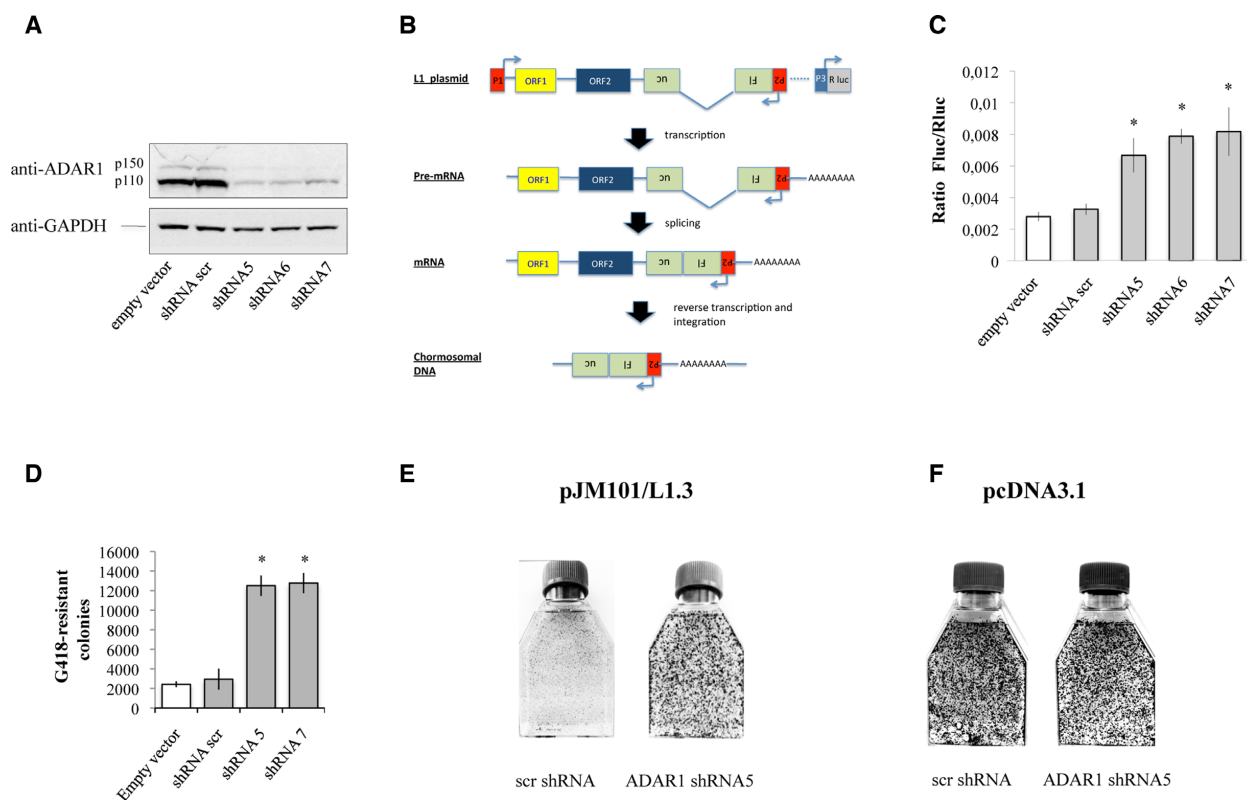 A
anti-ADAR1
p150
p110
anti-GAPDH
empty vector
shRNA scr
shRNA5
shRNA6
shRNA7
B
L1 plasmid
P1
ORF1
ORF2
uc
Fl
P2
P3
R luc
transcription
Pre-mRNA
ORF1
ORF2
uc
Fl
P2
AAAAAAAA
splicing
mRNA
ORF1
ORF2
uc
Fl
P2
AAAAAAAA
reverse transcription and
integration
Chormosomal
DNA
uc
Fl
P2
AAAAAAAA
C
Ratio Fluc/Rluc
0,012
0,01
0,008
0,006
0,004
0,002
0
*
*
*
empty vector
shRNA scr
shRNA5
shRNA6
shRNA7
D
G418-resistant
colonies
16000
14000
12000
10000
8000
6000
4000
2000
0
*
*
Empty vector
shRNA scr
shRNA 5
shRNA 7
E
pJM101/L1.3
scr shRNA
ADAR1 shRNA5
F
pcDNA3.1
scr shRNA
ADAR1 shRNA5